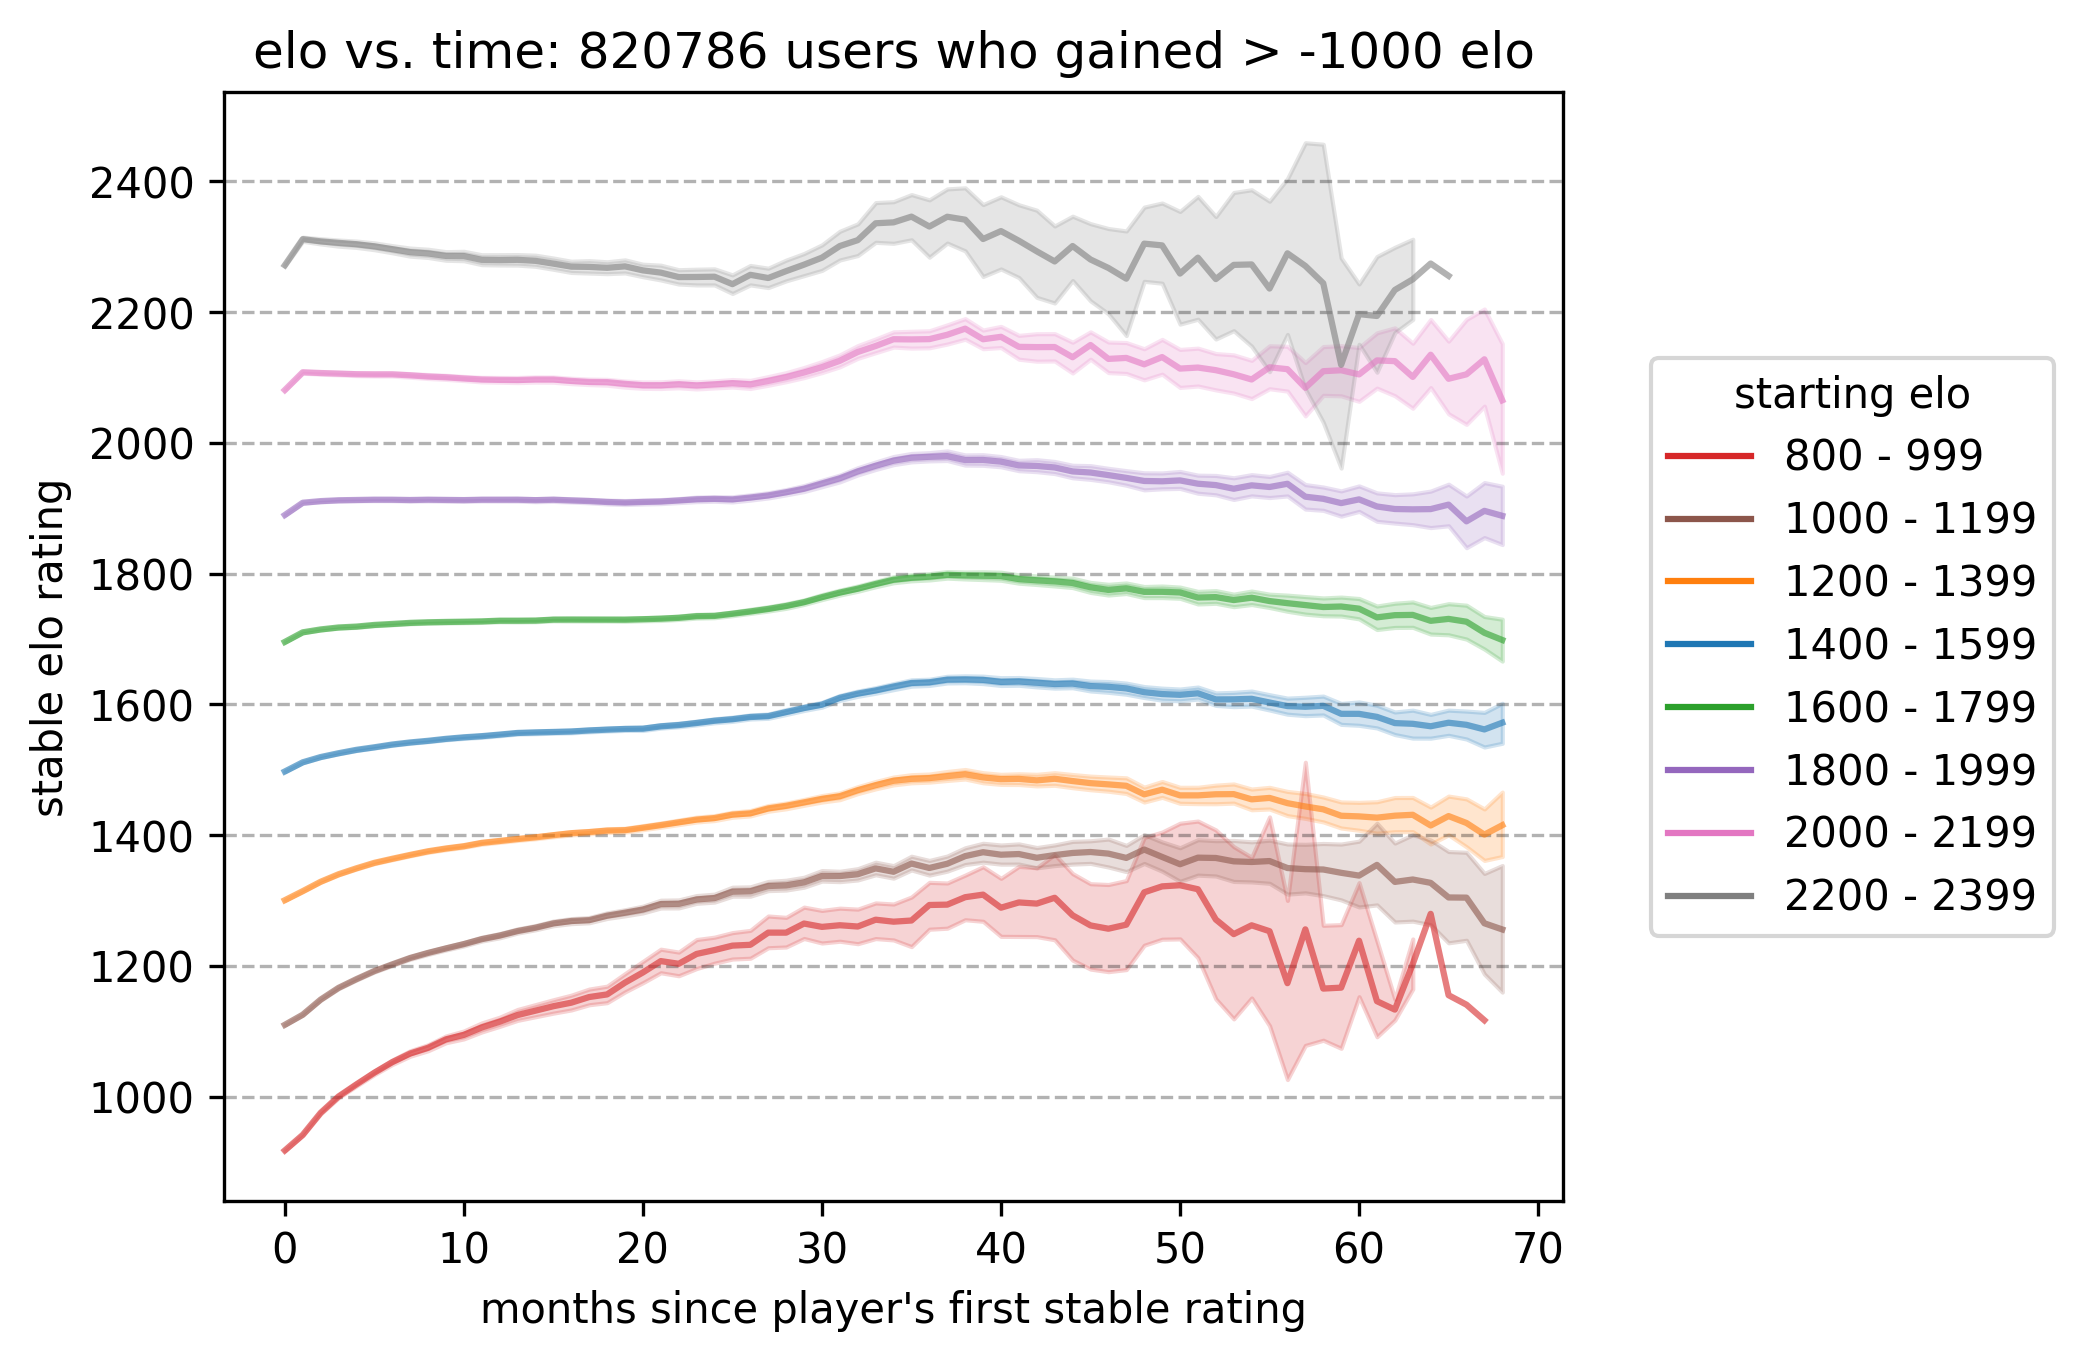 elo vs. time: 820786 users who gained > -1000 elo
stable elo rating
2400
2200
2000
1800
1600
1400
1200
1000
0 10 20 30 40 50 60 70
months since player's first stable rating
starting elo
800 - 999
1000 - 1199
1200 - 1399
1400 - 1599
1600 - 1799
1800 - 1999
2000 - 2199
2200 - 2399